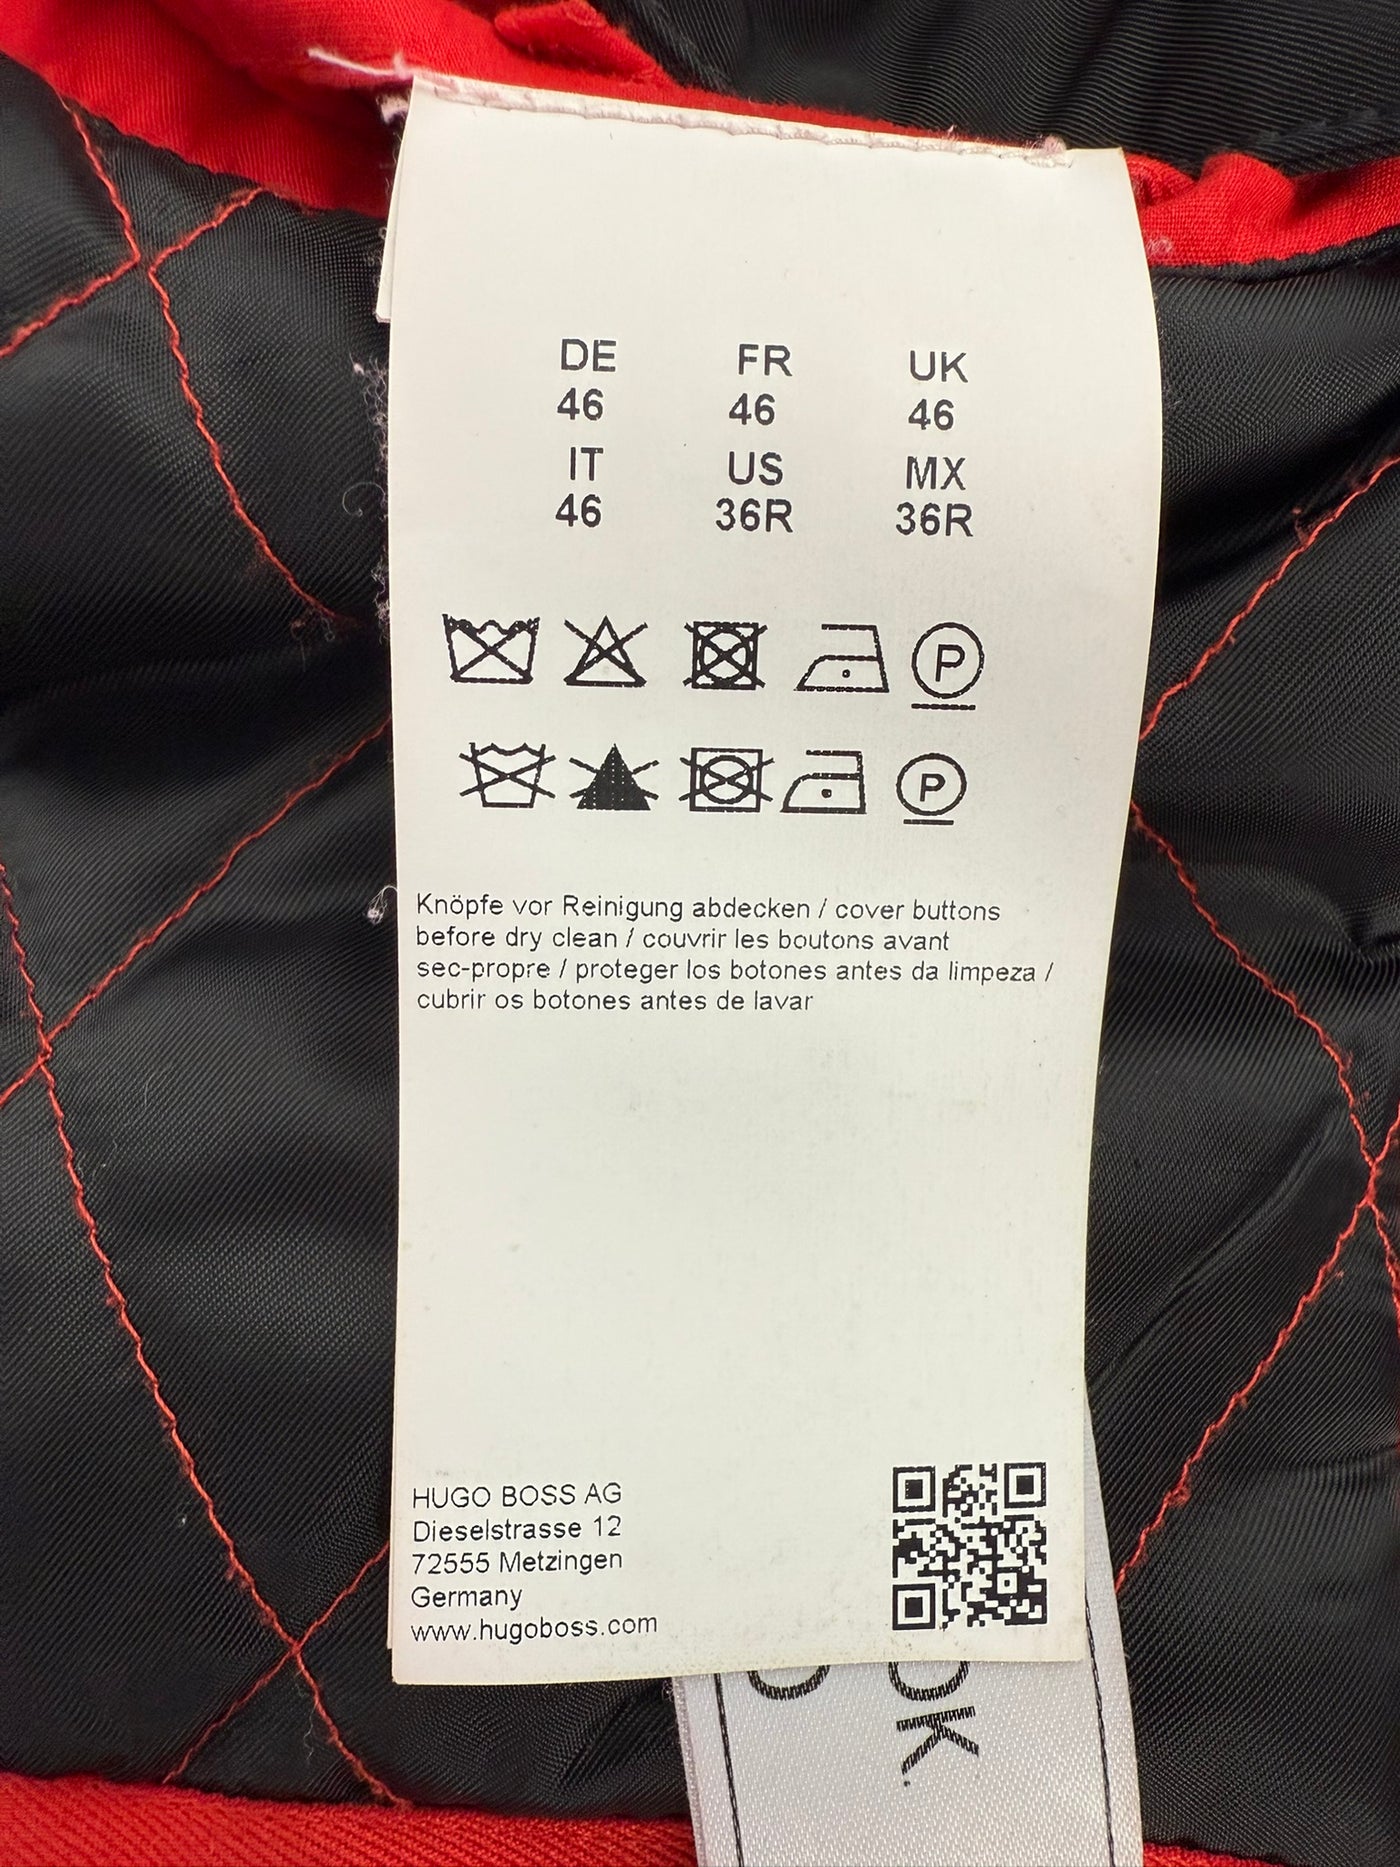 DE FR UK
46 46 46
IT US MX
46 36R 36R
P
P
Knöpfe vor Reinigung abdecken / cover buttons
before dry clean / couvrir les boutons avant
sec-propre / proteger los botones antes da limpeza /
cubrir os botones antes de lavar
HUGO BOSS AG
Dieselstrasse 12
72555 Metzingen
Germany
www.hugoboss.com